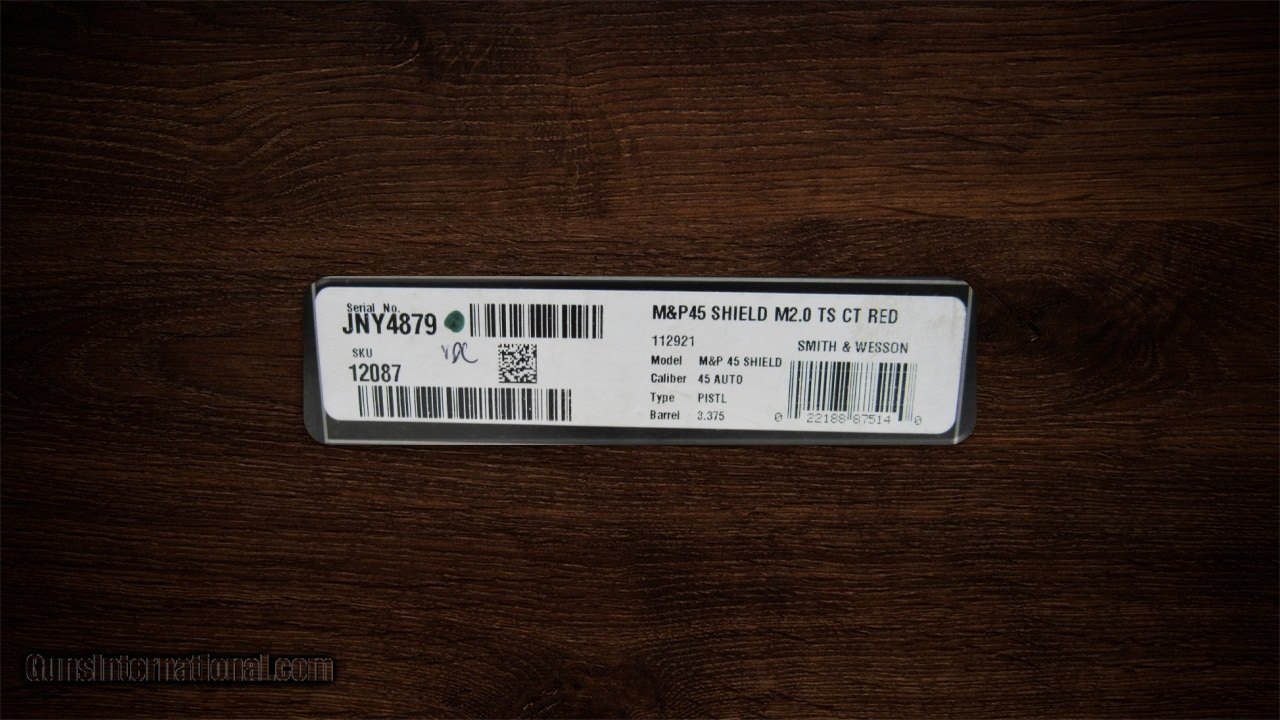 Serial No.
JNY4879
SKU
12087
M&P45 SHIELD M2.0 TS CT RED
112921
SMITH & WESSON
Model M&P 45 SHIELD
Caliber 45 AUTO
Type PISTL
Barrel 3.375
0 22188 87514 0
GunsInternational.com